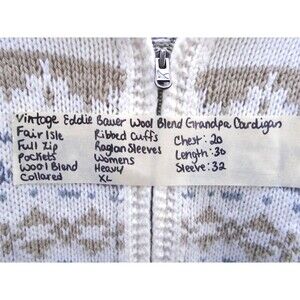 Vintage Eddie Bauer Wool Blend Grandpa Cardigan
Fair Isle
Full Zip
Pockets
Wool Blend
Collared
Ribbed Cuffs
Raglan Sleeves
Womens
Heavy
XL
Chest: 20
Length: 30
Sleeve: 32